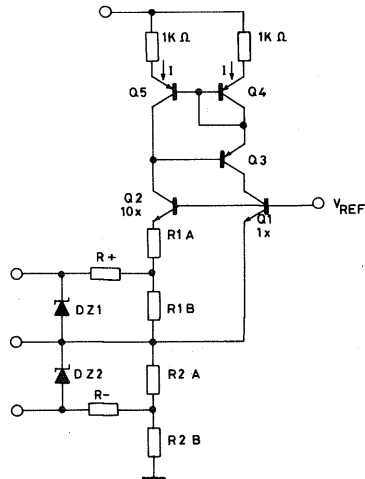 1K Ω
1K Ω
I
I
Q5
Q4
Q3
Q2
10x
Q1
1x
VREF
R1A
R+
DZ1
R1B
DZ2
R2 A
R-
R2 B